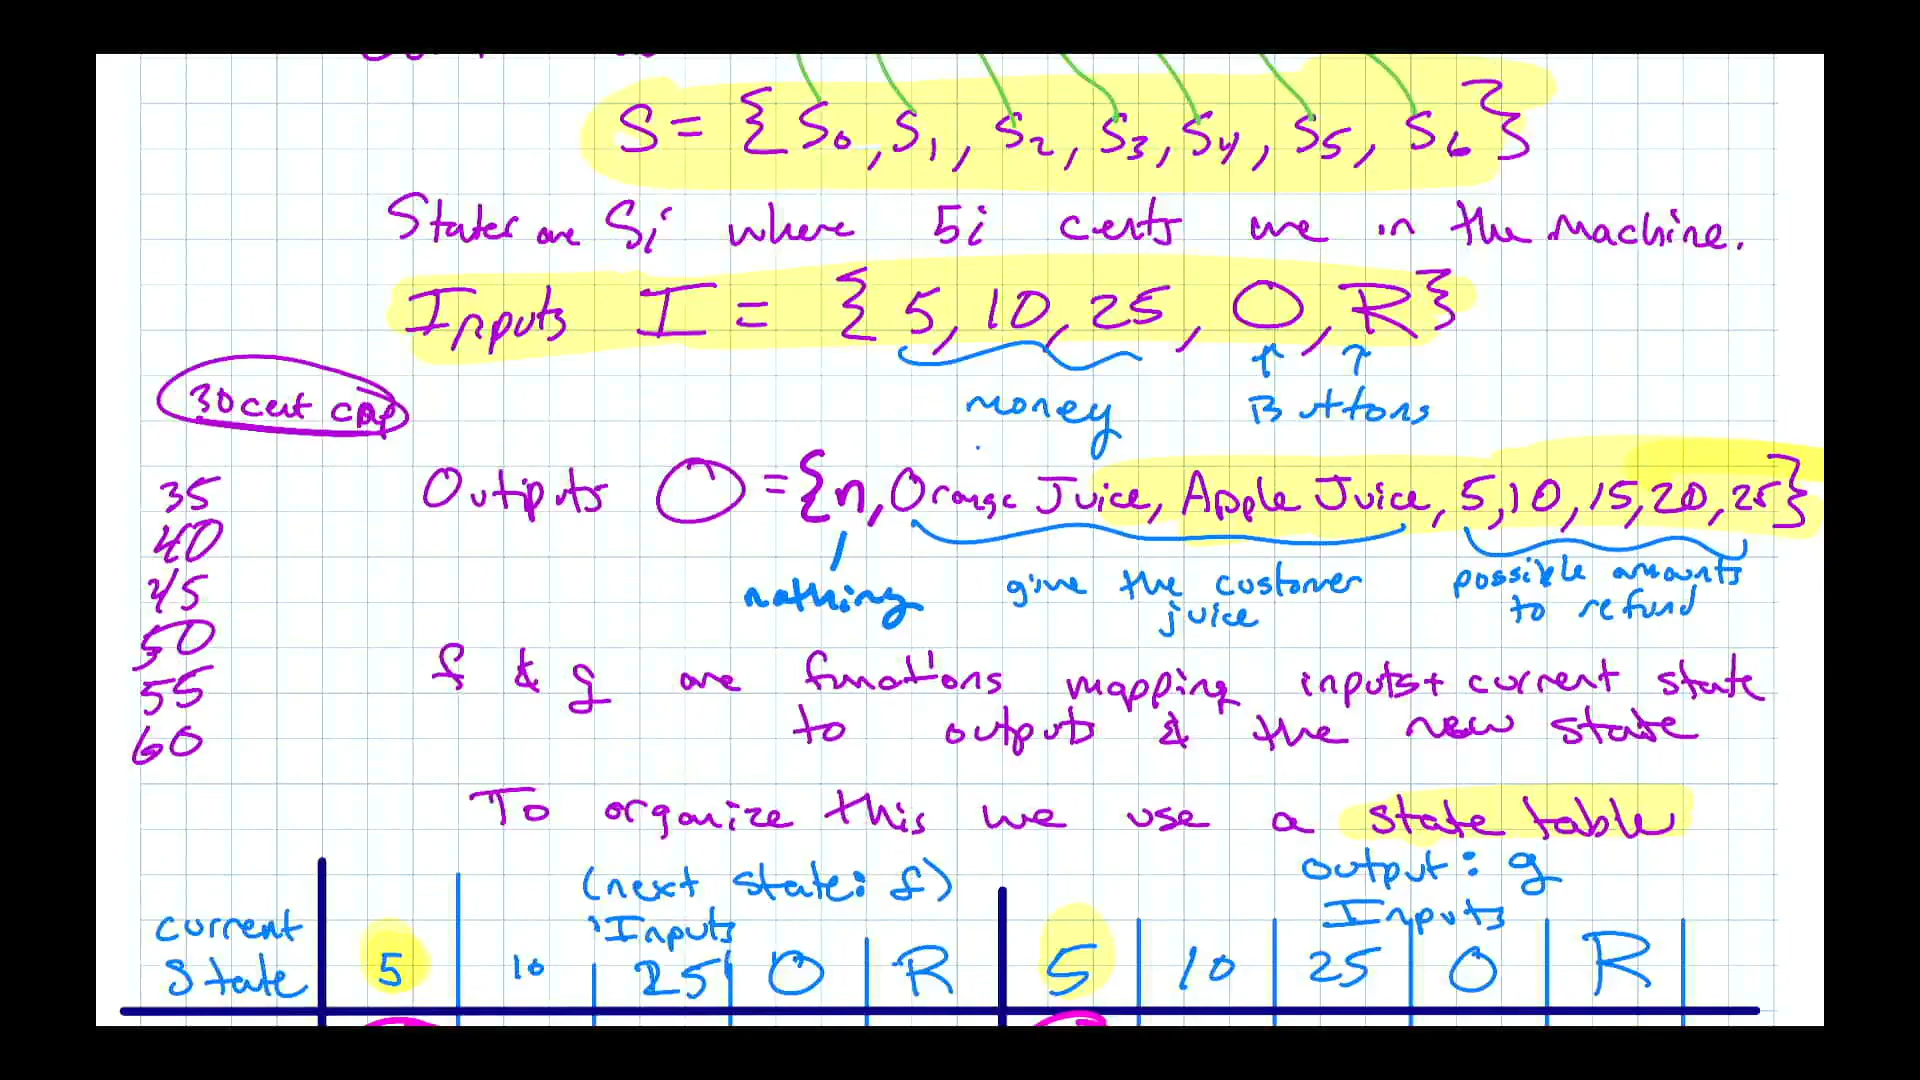 S = { S0, S1, S2, S3, S4, S5, S6 }
States are Si where 5i cents are in the Machine.
Inputs I = { 5, 10, 25, O, R }
money Buttons
30 cent cap
Outputs O = { n, Orange Juice, Apple Juice, 5, 10, 15, 20, 25 }
nothing
give the customer juice
possible amounts to refund
35
40
45
50
55
60
f & g are functions mapping inputs + current state
to outputs & the new state
To organize this we use a state table
(next state: f) output: g
Inputs Inputs
current state 5 10 25 O R 5 10 25 O R